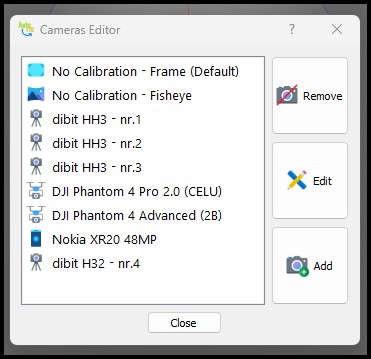 Cameras Editor
?
No Calibration - Frame (Default)
No Calibration - Fisheye
dibit HH3 - nr.1
dibit HH3 - nr.2
dibit HH3 - nr.3
DJI Phantom 4 Pro 2.0 (CELU)
DJI Phantom 4 Advanced (2B)
Nokia XR20 48MP
dibit H32 - nr.4
Remove
Edit
Add
Close